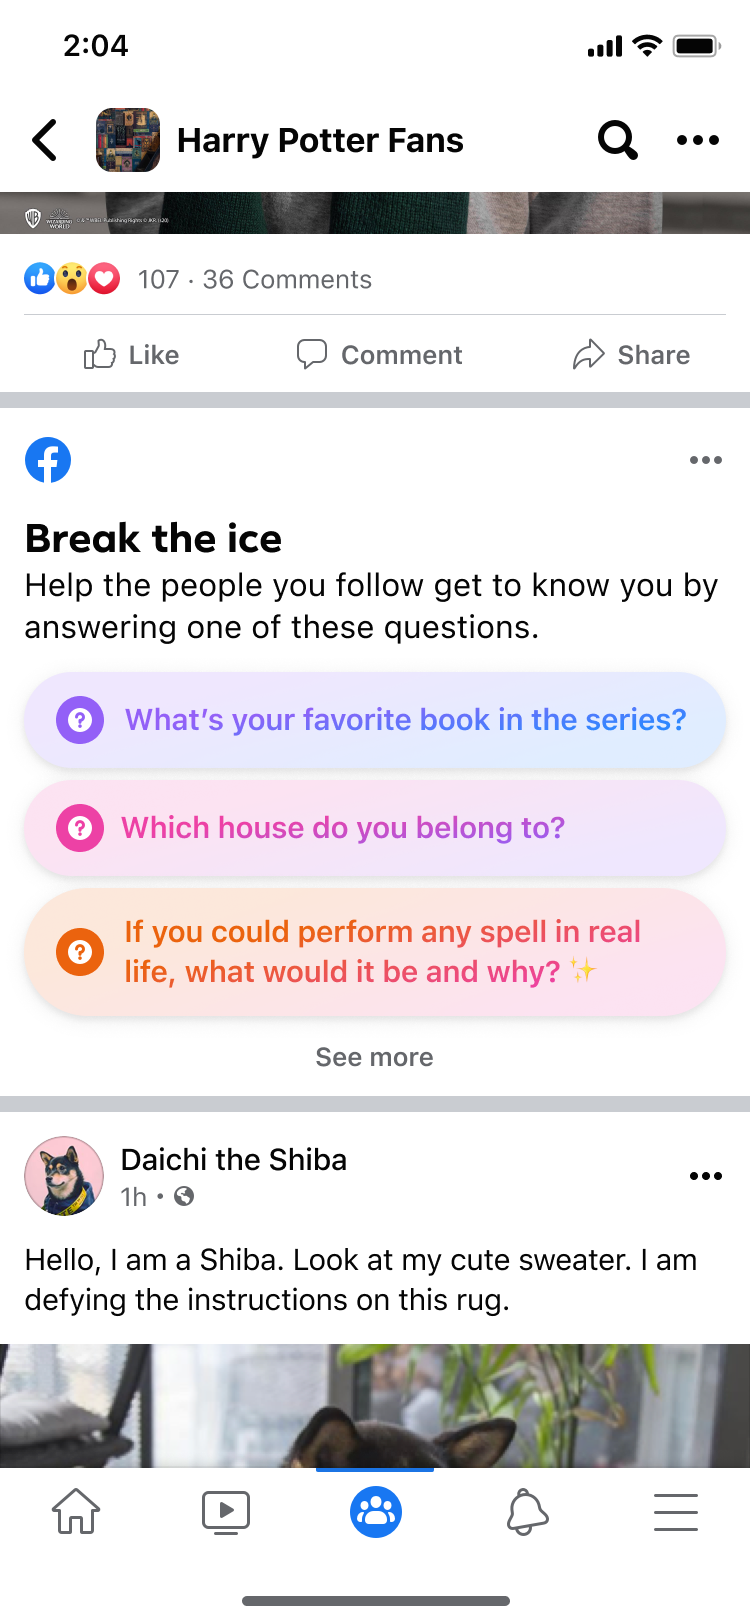 2:04
Harry Potter Fans
WB
WIZARDING
WORLD
107 · 36 Comments
Like
Comment
Share
Break the ice
Help the people you follow get to know you by
answering one of these questions.
What's your favorite book in the series?
Which house do you belong to?
If you could perform any spell in real
life, what would it be and why? ✨
See more
Daichi the Shiba
1h •
Hello, I am a Shiba. Look at my cute sweater. I am
defying the instructions on this rug.